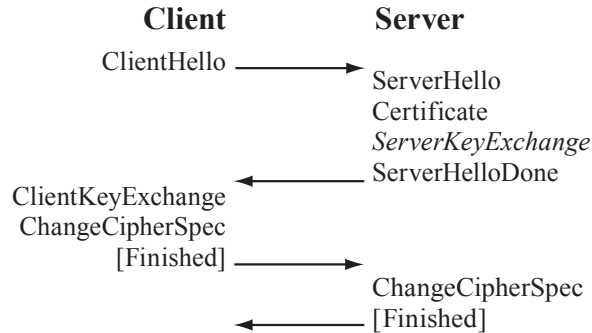 Client Server
ClientHello
ServerHello
Certificate
ServerKeyExchange
ServerHelloDone
ClientKeyExchange
ChangeCipherSpec
[Finished]
ChangeCipherSpec
[Finished]